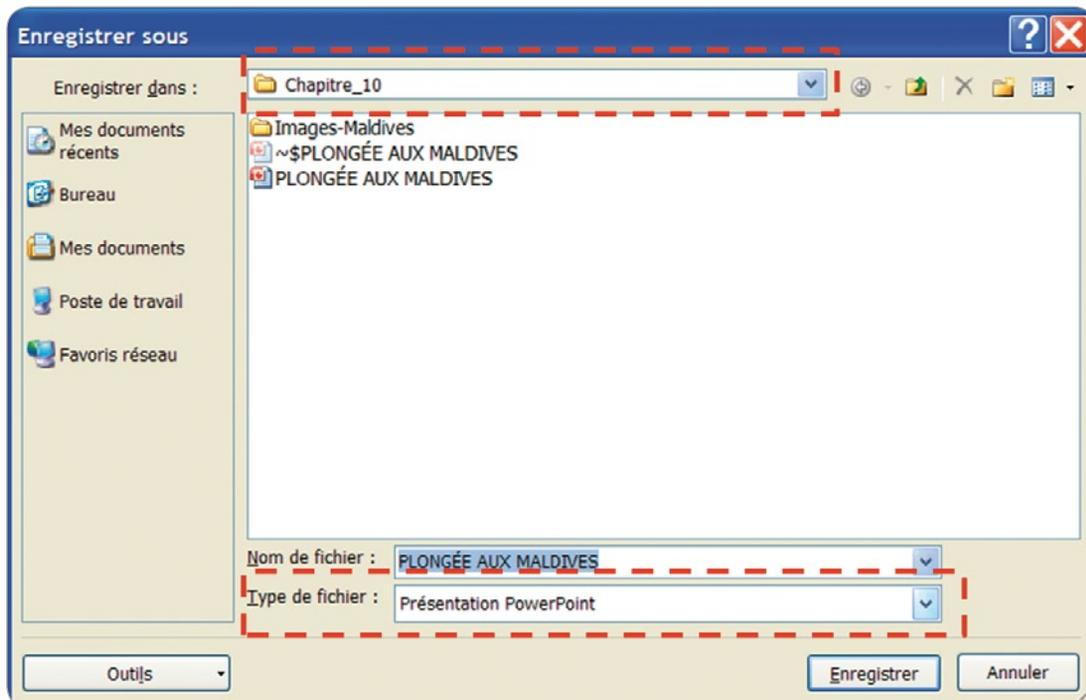 Enregistrer sous
Enregistrer dans :
Chapitre_10
Mes documents
récents
Bureau
Mes documents
Poste de travail
Favoris réseau
Images-Maldives
~$PLONGÉE AUX MALDIVES
PLONGÉE AUX MALDIVES
Nom de fichier :
PLONGÉE AUX MALDIVES
Type de fichier :
Présentation PowerPoint
Outils
Enregistrer
Annuler